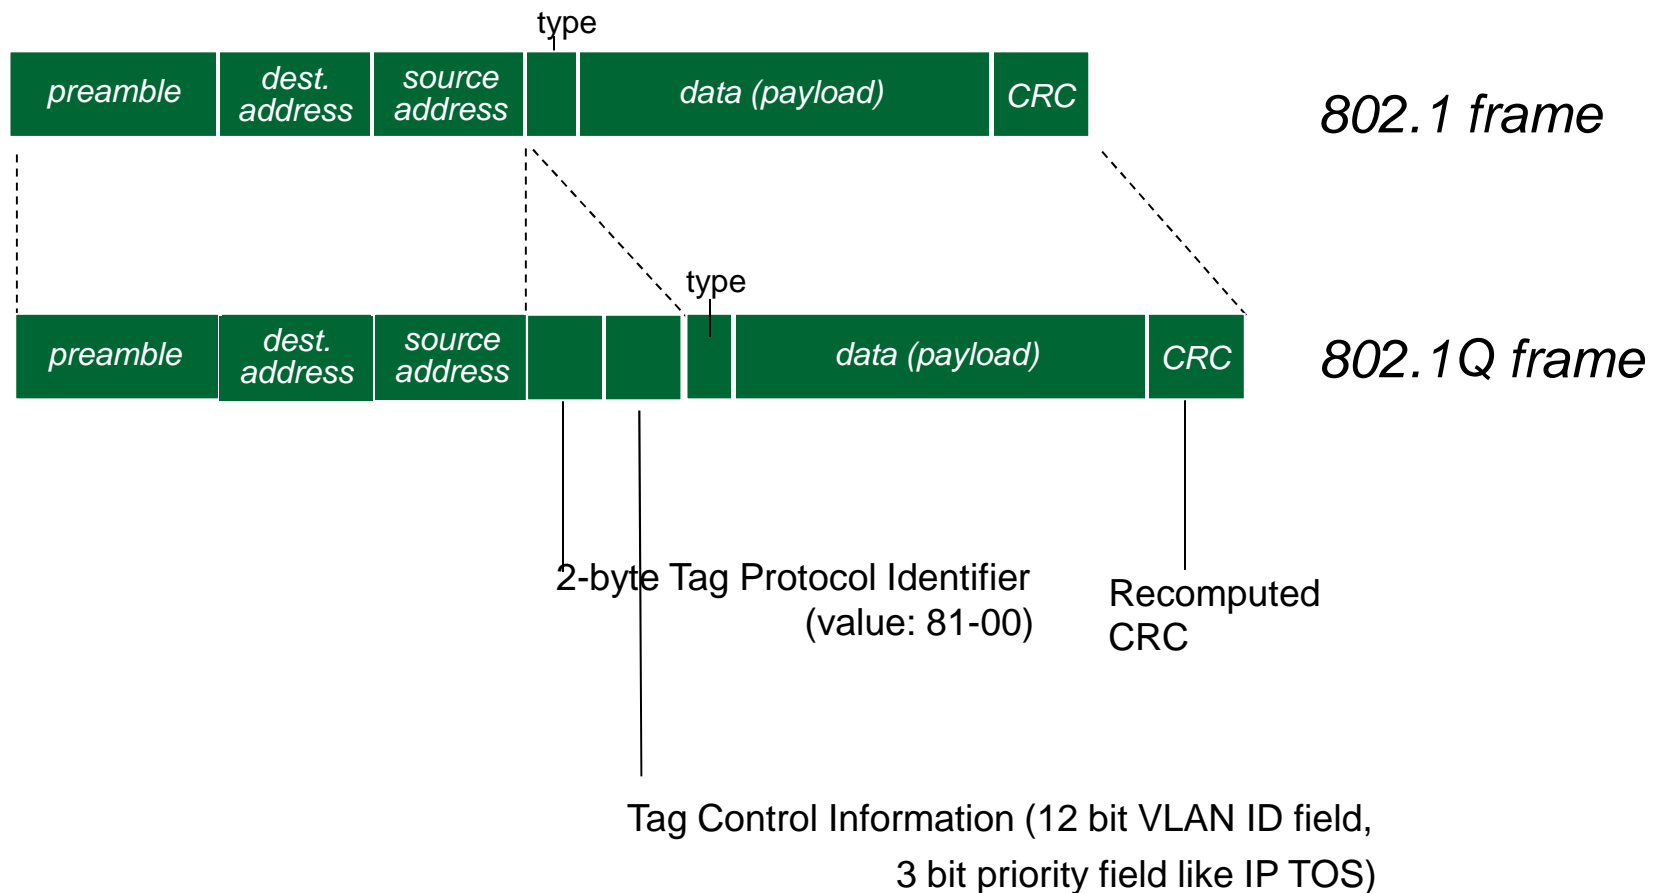 type
preamble
dest.
address
source
address
data (payload)
CRC
802.1 frame
type
preamble
dest.
address
source
address
data (payload)
CRC
802.1Q frame
2-byte Tag Protocol Identifier
(value: 81-00)
Recomputed
CRC
Tag Control Information (12 bit VLAN ID field,
3 bit priority field like IP TOS)